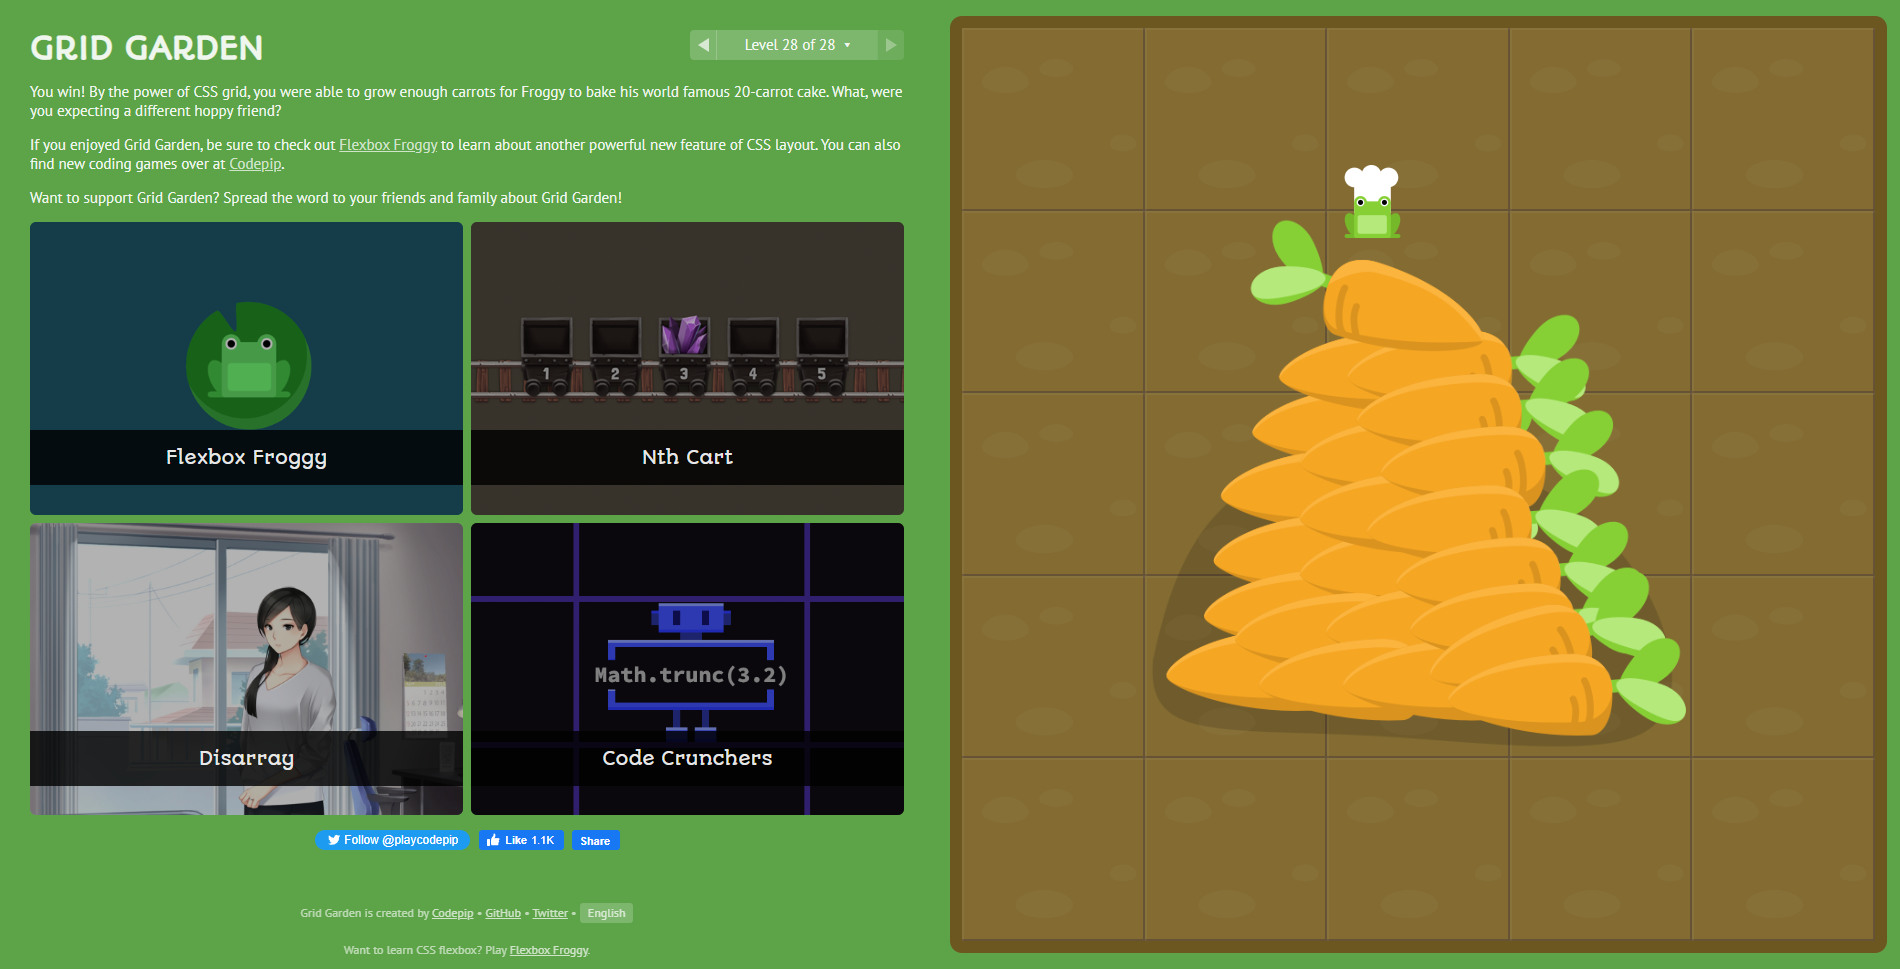 GRID GARDEN
Level 28 of 28
You win! By the power of CSS grid, you were able to grow enough carrots for Froggy to bake his world famous 20-carrot cake. What, were
you expecting a different hoppy friend?
If you enjoyed Grid Garden, be sure to check out Flexbox Froggy to learn about another powerful new feature of CSS layout. You can also
find new coding games over at Codepip.
Want to support Grid Garden? Spread the word to your friends and family about Grid Garden!
1 2 3 4 5
Flexbox Froggy
Nth Cart
Math.trunc(3.2)
Disarray
Code Crunchers
Follow @playcodepip
Like 1.1K
Share
Grid Garden is created by Codepip • GitHub • Twitter • English
Want to learn CSS flexbox? Play Flexbox Froggy.